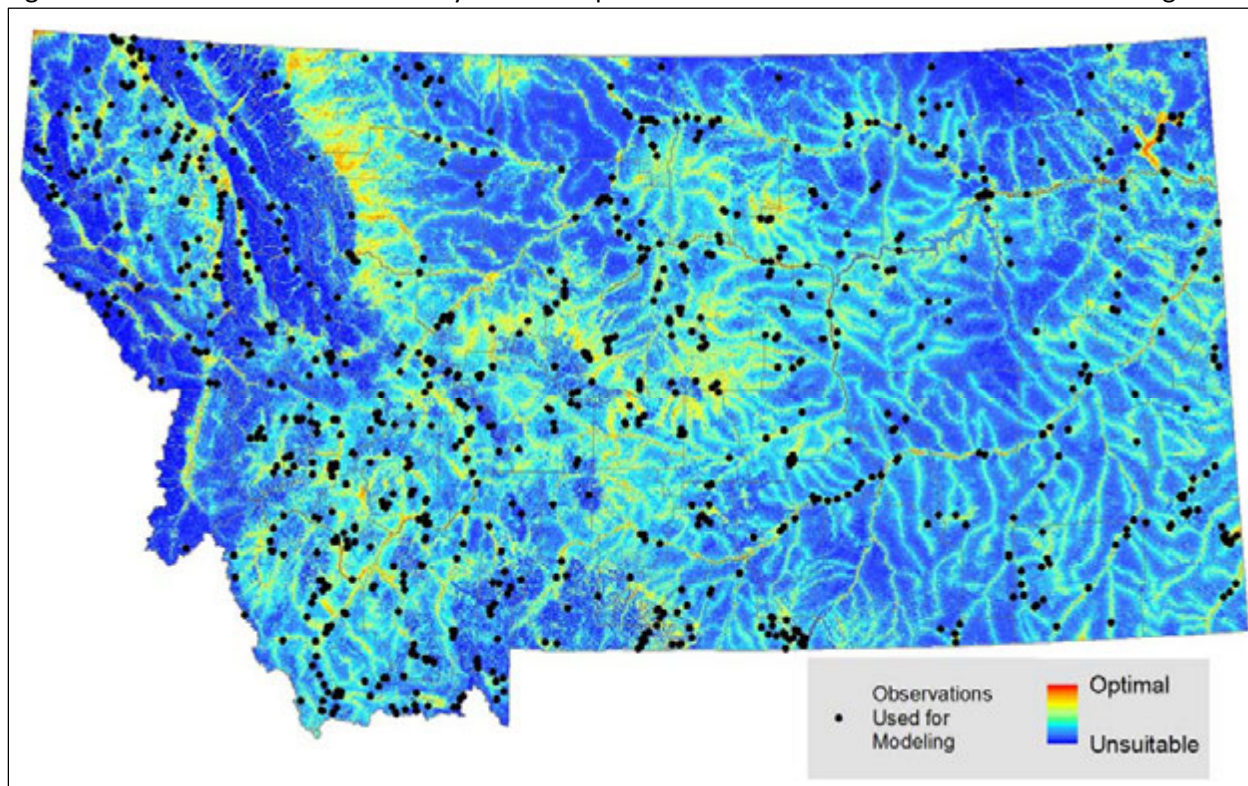 Observations
Used for
Modeling
Optimal
Unsuitable